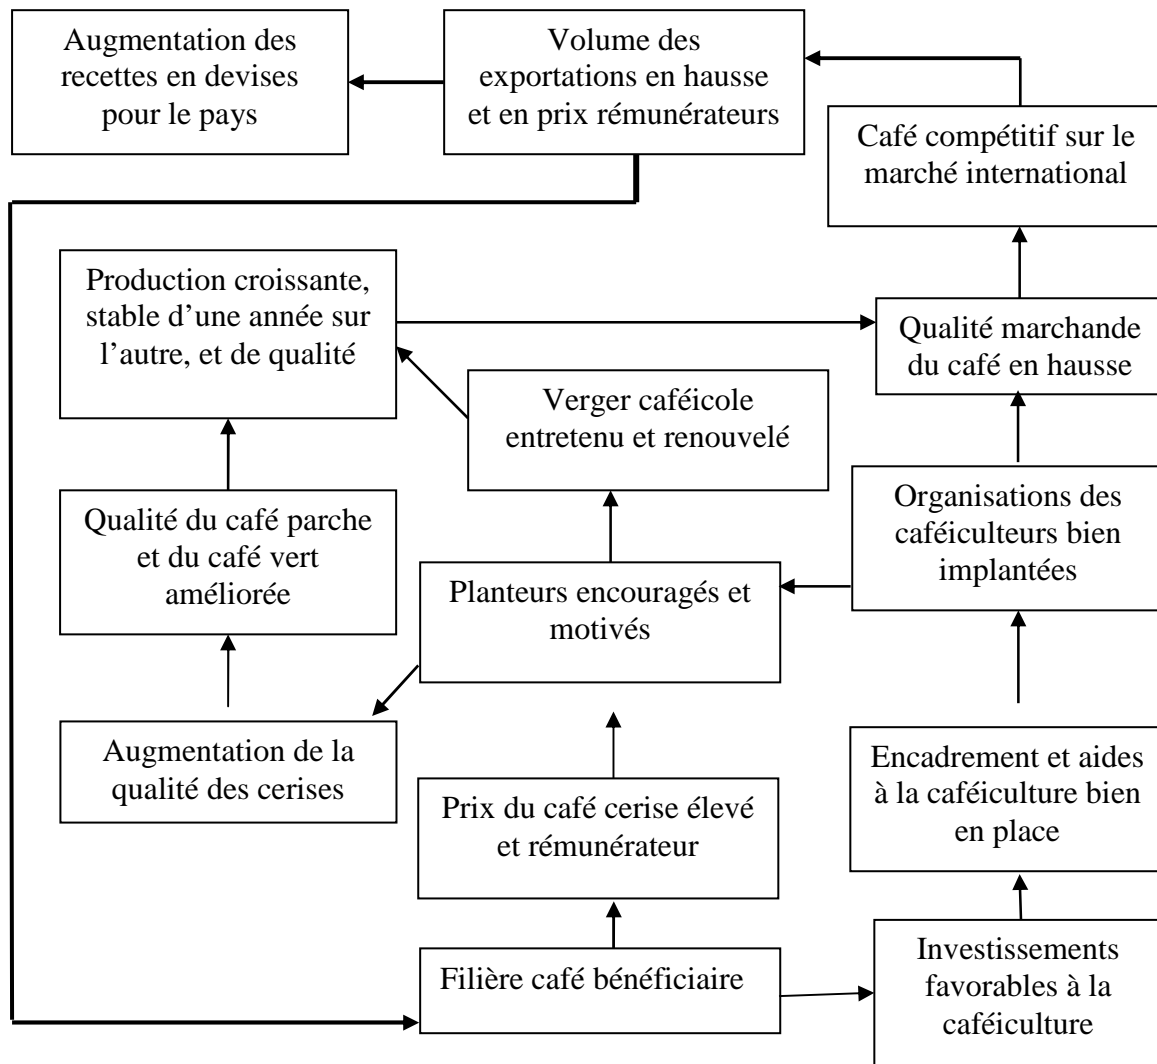 Augmentation des
recettes en devises
pour le pays
Volume des
exportations en hausse
et en prix rémunérateurs
Café compétitif sur le
marché international
Production croissante,
stable d’une année sur
l’autre, et de qualité
Qualité marchande
du café en hausse
Verger caféicole
entretenu et renouvelé
Qualité du café parche
et du café vert
améliorée
Organisations des
caféiculteurs bien
implantées
Planteurs encouragés et
motivés
Augmentation de la
qualité des cerises
Encadrement et aides
à la caféiculture bien
en place
Prix du café cerise élevé
et rémunérateur
Filière café bénéficiaire
Investissements
favorables à la
caféiculture